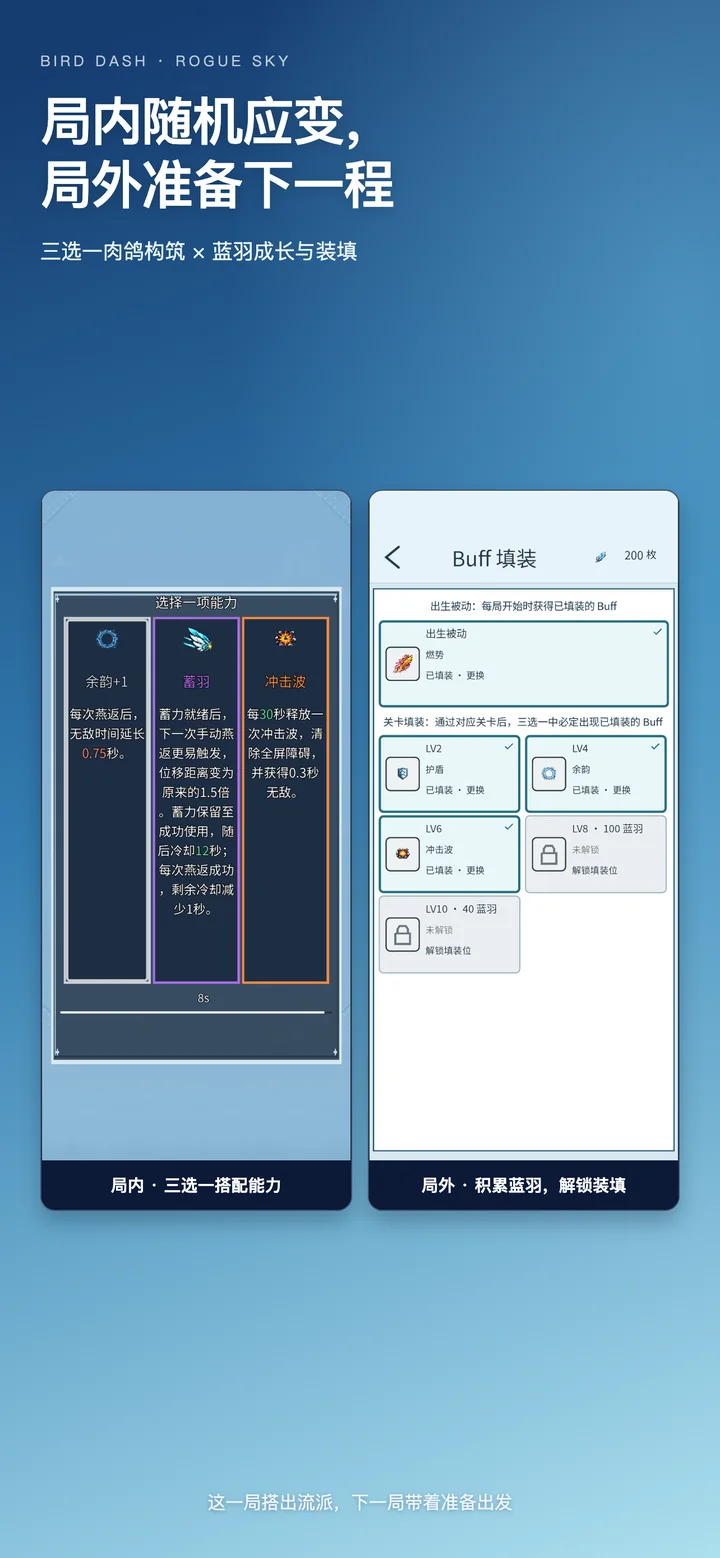 BIRD DASH · ROGUE SKY
局内随机应变，
局外准备下一程
三选一肉鸽构筑 × 蓝羽成长与装填
选择一项能力
余韵+1
每次燕返后，
无敌时间延长
0.75秒。
蓄羽
蓄力就绪后，
下一次手动燕
返更易触发，
位移距离变为
原来的1.5倍
。蓄力保留至
成功使用，随
后冷却12秒；
每次燕返成功
，剩余冷却减
少1秒。
冲击波
每30秒释放一
次冲击波，清
除全屏障碍，
并获得0.3秒
无敌。
8s
局内 · 三选一搭配能力
Buff 填装
200 枚
出生被动：每局开始时获得已填装的 Buff
出生被动
燃势
已填装 · 更换
关卡填装：通过对应关卡后，三选一中必定出现已填装的 Buff
LV2
护盾
已填装 · 更换
LV4
余韵
已填装 · 更换
LV6
冲击波
已填装 · 更换
LV8 · 100 蓝羽
未解锁
解锁填装位
LV10 · 40 蓝羽
未解锁
解锁填装位
局外 · 积累蓝羽，解锁装填
这一局搭出流派，下一局带着准备出发